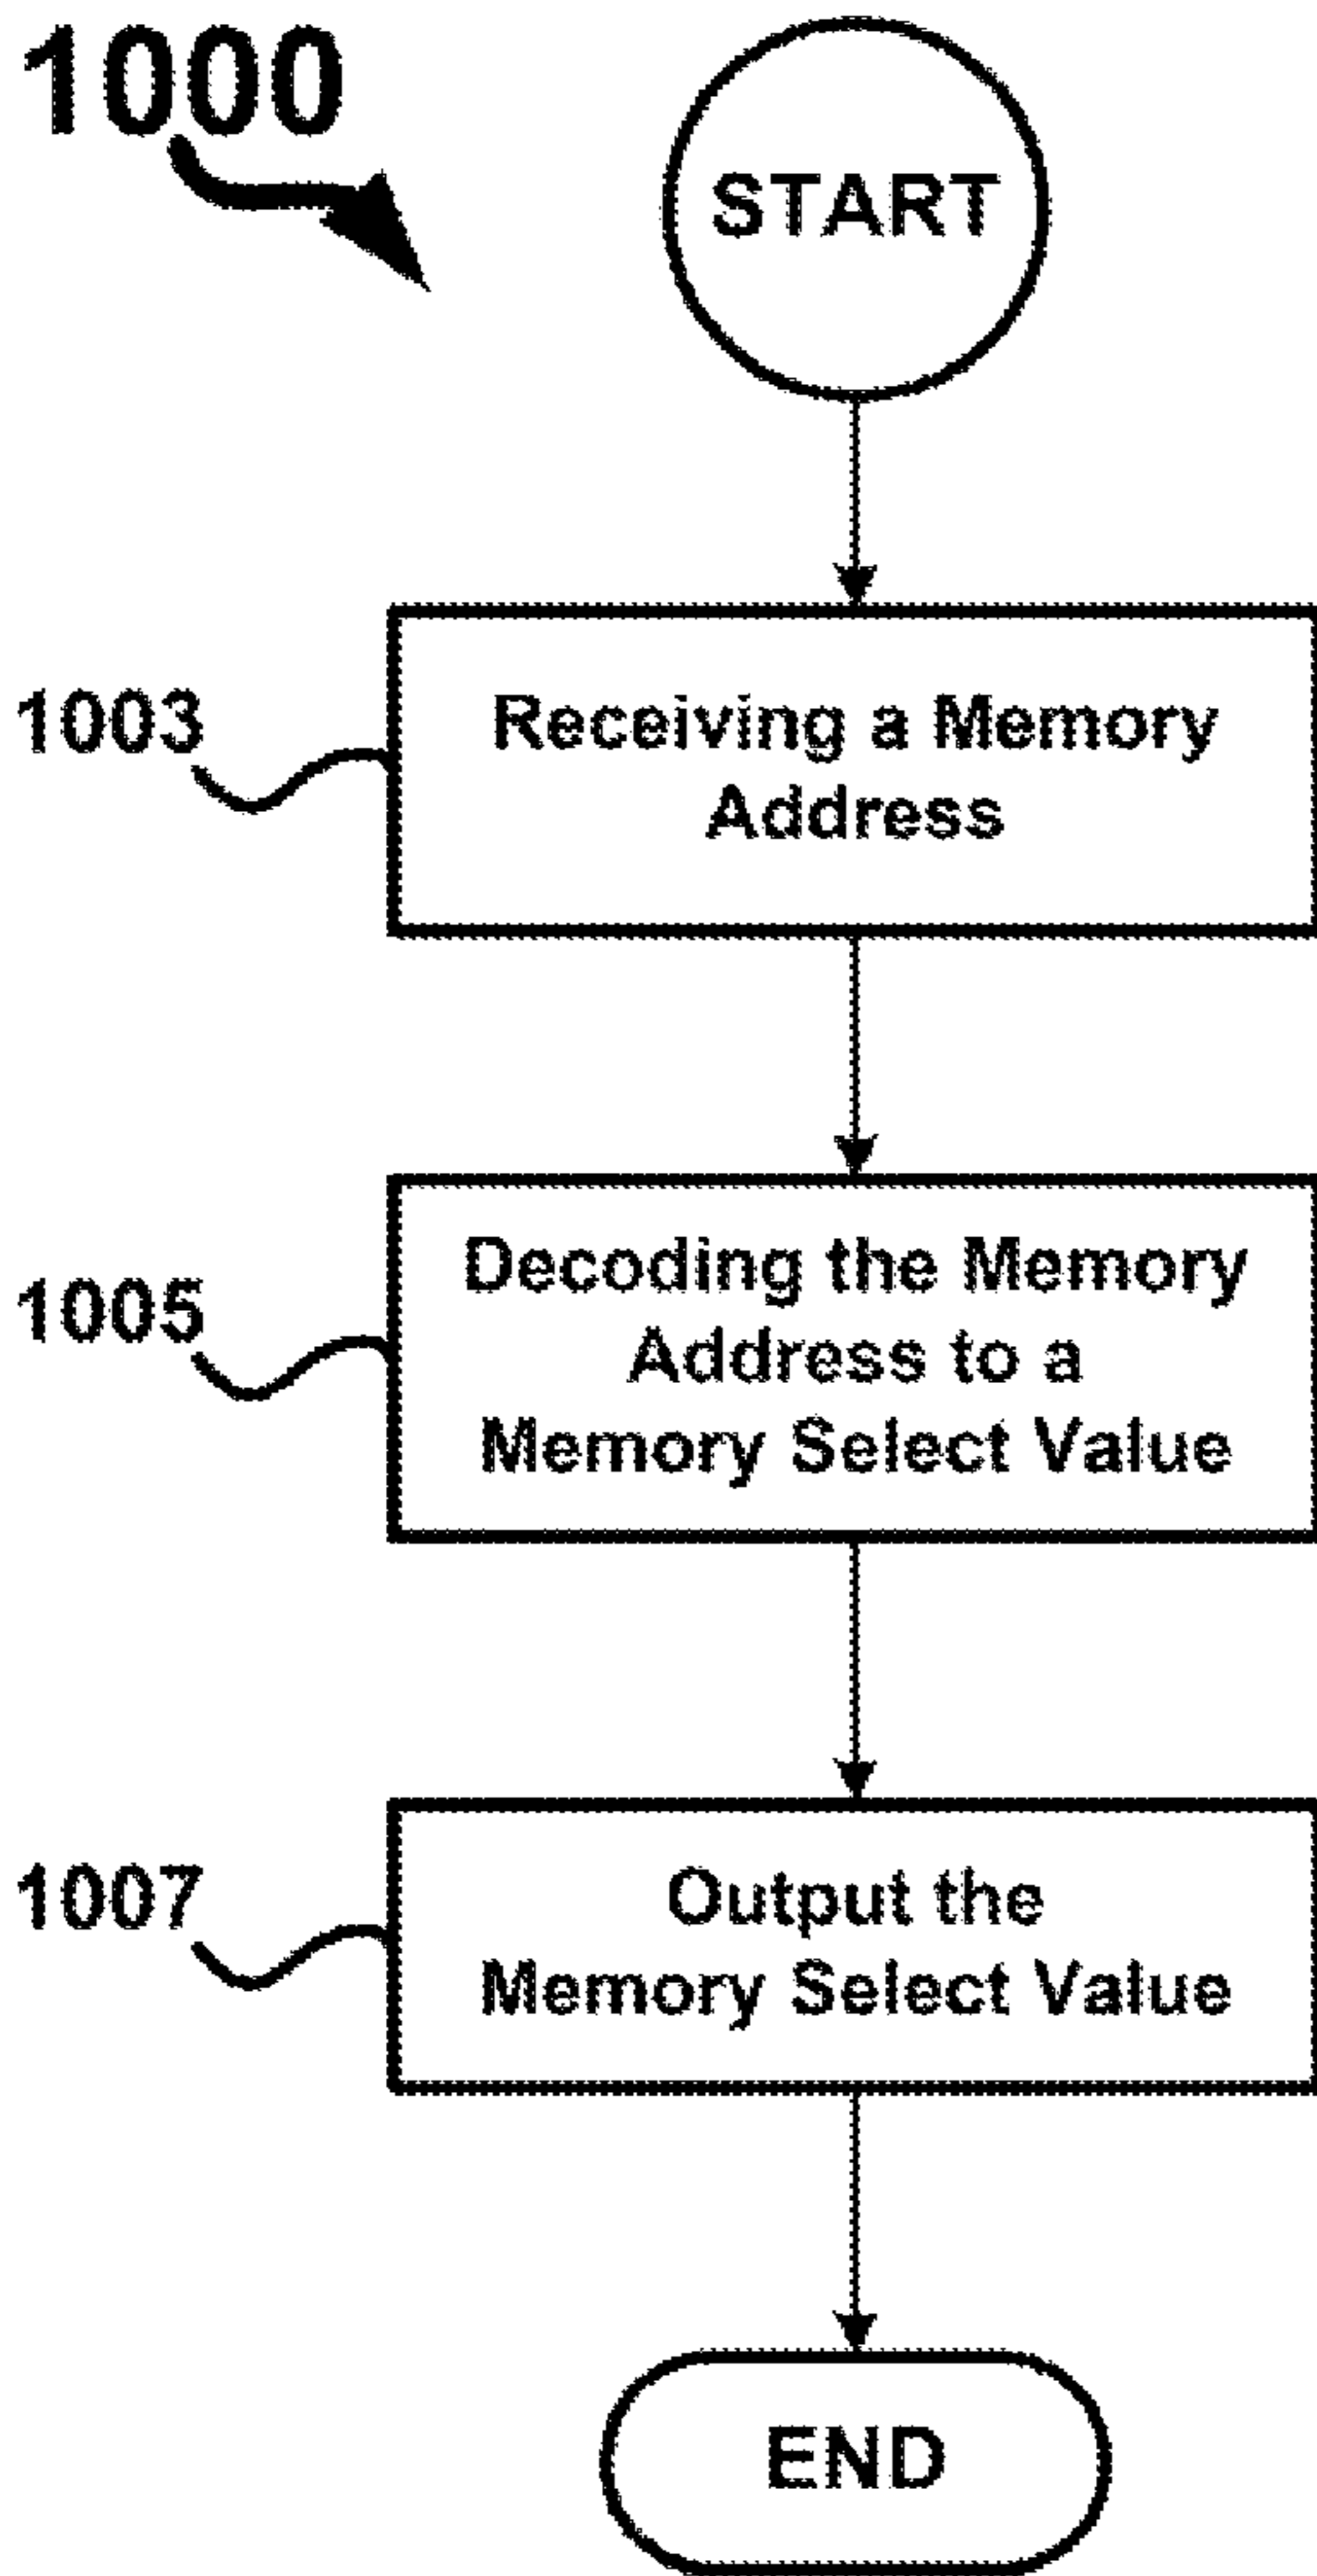 1000
START
1003
Receiving a Memory
Address
1005
Decoding the Memory
Address to a
Memory Select Value
1007
Output the
Memory Select Value
END